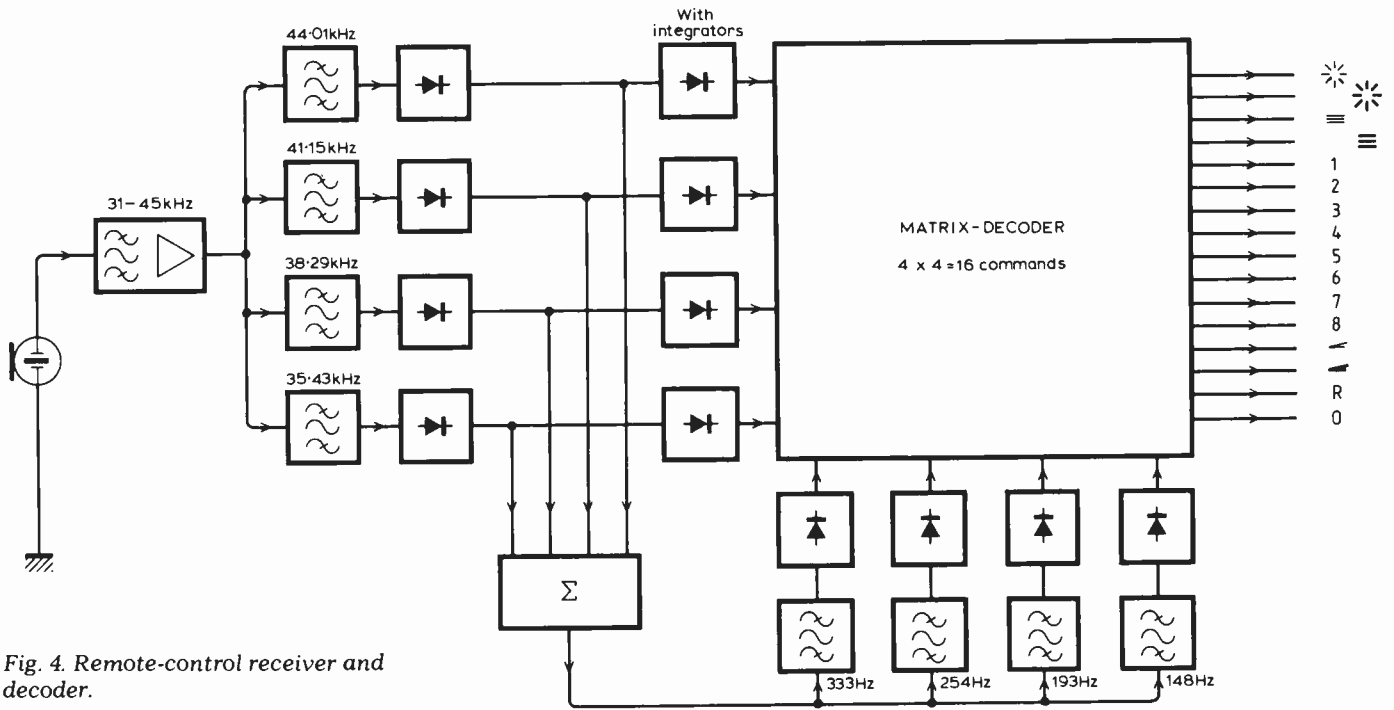 44·01kHz
With
integrators
41·15kHz
31–45kHz
38·29kHz
35·43kHz
MATRIX-DECODER
4 x 4 = 16 commands
1
2
3
4
5
6
7
8
R
0
Σ
333Hz
254Hz
193Hz
148Hz
Fig. 4. Remote-control receiver and
decoder.